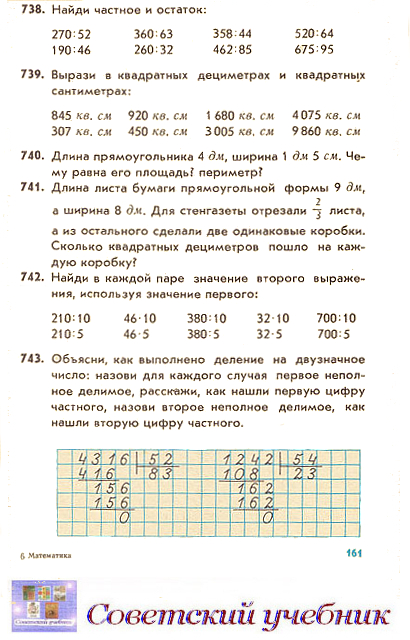 738. Найди частное и остаток:
270:52 360:63 358:44 520:64
190:46 260:32 462:85 675:95
739. Вырази в квадратных дециметрах и квадратных
сантиметрах:
845 кв. см 920 кв. см 1 680 кв. см 4 075 кв. см
307 кв. см 450 кв. см 3 005 кв. см 9 860 кв. см
740. Длина прямоугольника 4 дм, ширина 1 дм 5 см. Че-
му равна его площадь? периметр?
741. Длина листа бумаги прямоугольной формы 9 дм,
а ширина 8 дм. Для стенгазеты отрезали 2/3 листа,
а из остального сделали две одинаковые коробки.
Сколько квадратных дециметров пошло на каж-
дую коробку?
742. Найди в каждой паре значение второго выраже-
ния, используя значение первого:
210:10 46·10 380:10 32·10 700:10
210:5 46·5 380:5 32·5 700:5
743. Объясни, как выполнено деление на двузначное
число: назови для каждого случая первое непол-
ное делимое, расскажи, как нашли первую цифру
частного, назови второе неполное делимое, как
нашли вторую цифру частного.
4316 52 1242 54
416 83 108 23
156 162
156 162
0 0
6 Математика 161
Советский учебник